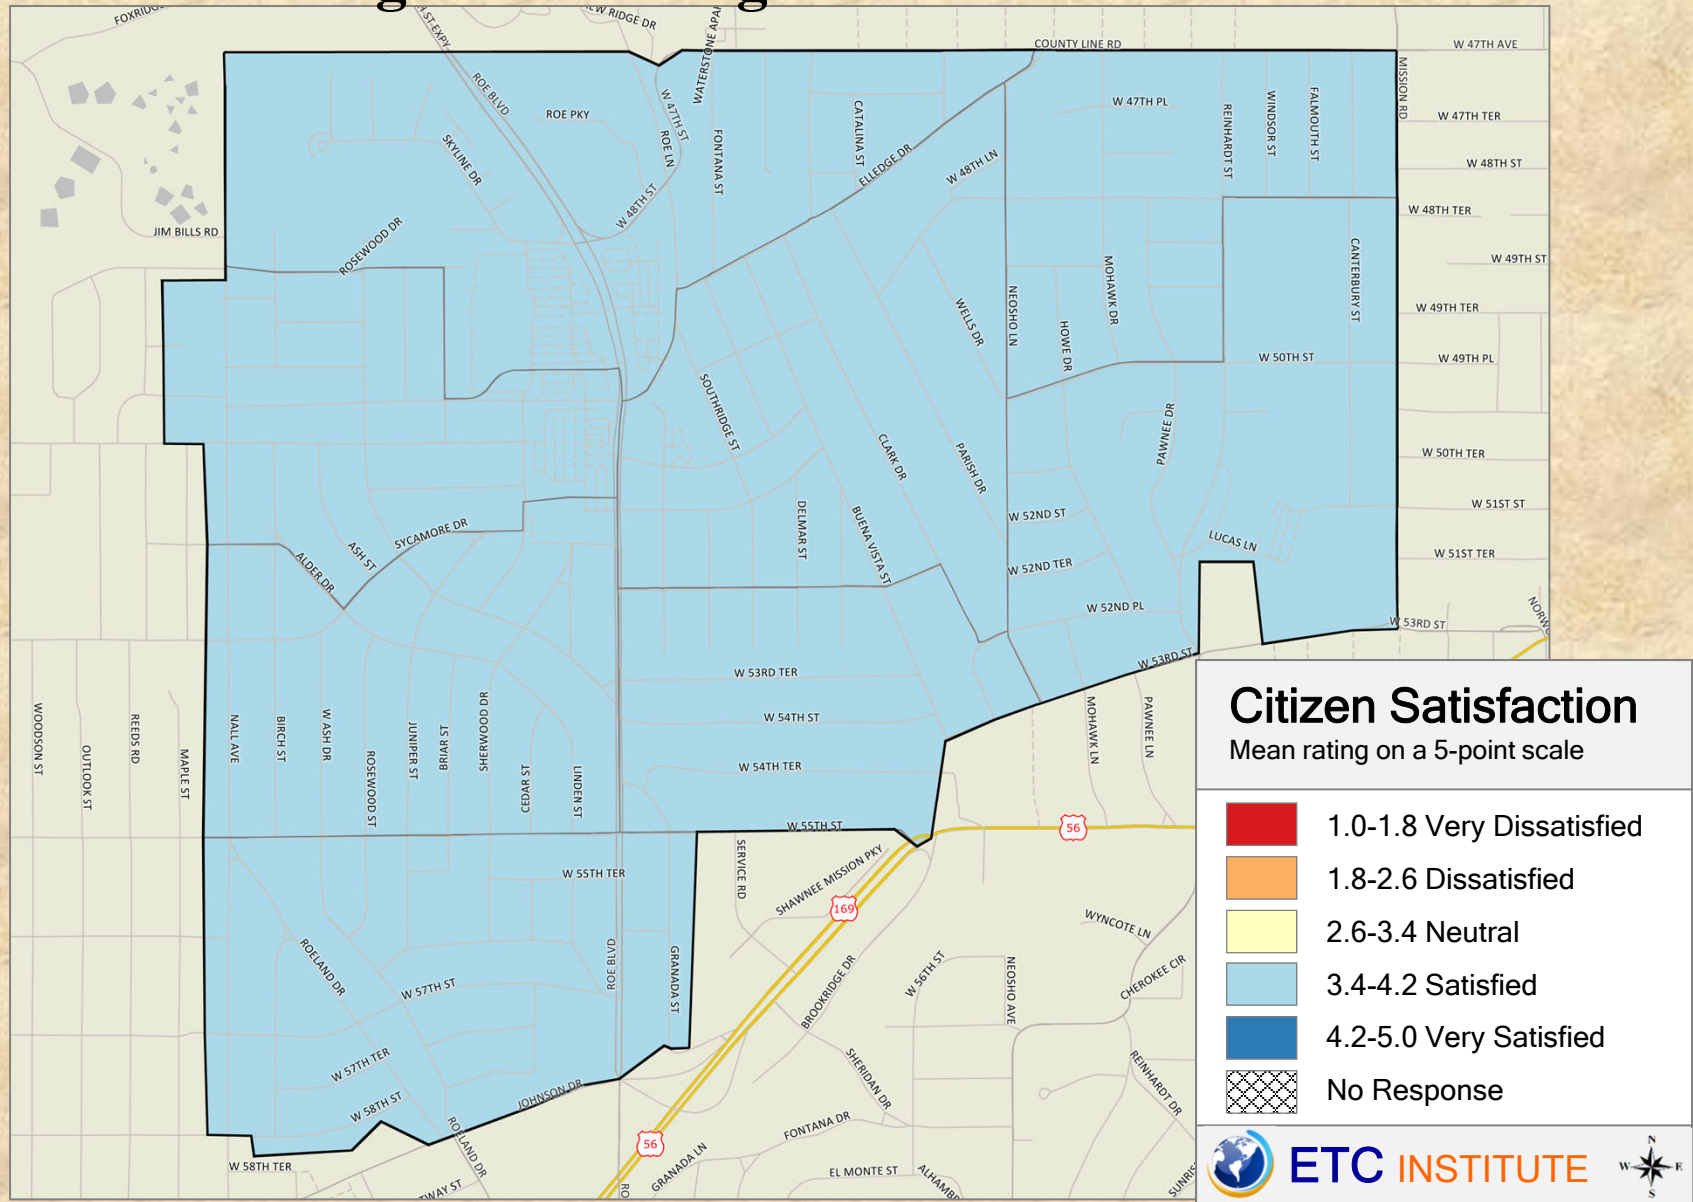 COUNTY LINE RD
W 47TH AVE
ROE BLVD
MISSION RD
W 47TH ST
W 47TH PL
ROE PKY
CATALINA ST
REINHARDT ST
WINDSOR ST
FALMOUTH ST
W 47TH TER
SKYLINE DR
ROE LN
FONTANA ST
ELLEDGE DR
W 48TH LN
W 48TH ST
W 48TH ST
W 48TH TER
JIM BILLS RD
ROSEWOOD DR
CANTERBURY ST
W 49TH ST
MOHAWK DR
NEOSHO LN
WELLS DR
HOWE DR
W 49TH TER
W 50TH ST
W 49TH PL
SOUTHRIDGE ST
CLARK DR
PARISH DR
PAWNEE DR
W 50TH TER
W 51ST ST
DELMAR ST
BUENA VISTA ST
W 52ND ST
SYCAMORE DR
ASH ST
ALDER DR
LUCAS LN
W 51ST TER
W 52ND TER
W 52ND PL
W 53RD ST
W 53RD ST
W 53RD TER
WOODSON ST
OUTLOOK ST
REEDS RD
MAPLE ST
NALL AVE
BIRCH ST
W ASH DR
ROSEWOOD ST
JUNIPER ST
BRIAR ST
SHERWOOD DR
CEDAR ST
LINDEN ST
W 54TH ST
W 54TH TER
MOHAWK LN
PAWNEE LN
W 55TH ST
56
SERVICE RD
SHAWNEE MISSION PKY
W 55TH TER
169
WYNCOTE LN
ROELAND DR
ROE BLVD
GRANADA ST
W 57TH ST
BROOKRIDGE DR
W 56TH ST
NEOSHO AVE
CHEROKEE CIR
W 57TH TER
W 58TH ST
JOHNSON DR
SHERIDAN DR
REINHARDT DR
ROELAND DR
FONTANA DR
56
GRANADA LN
W 58TH TER
EL MONTE ST
Citizen Satisfaction
Mean rating on a 5-point scale
1.0-1.8 Very Dissatisfied
1.8-2.6 Dissatisfied
2.6-3.4 Neutral
3.4-4.2 Satisfied
4.2-5.0 Very Satisfied
No Response
ETC INSTITUTE
N
W E
S